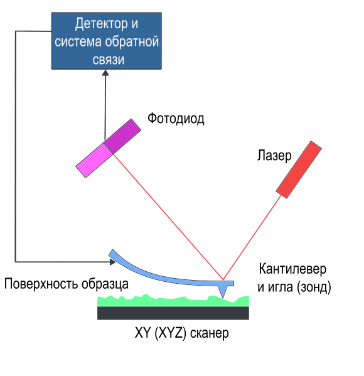 Детектор и
система обратной
связи
Фотодиод
Лазер
Кантилевер
и игла (зонд)
Поверхность образца
XY (XYZ) сканер